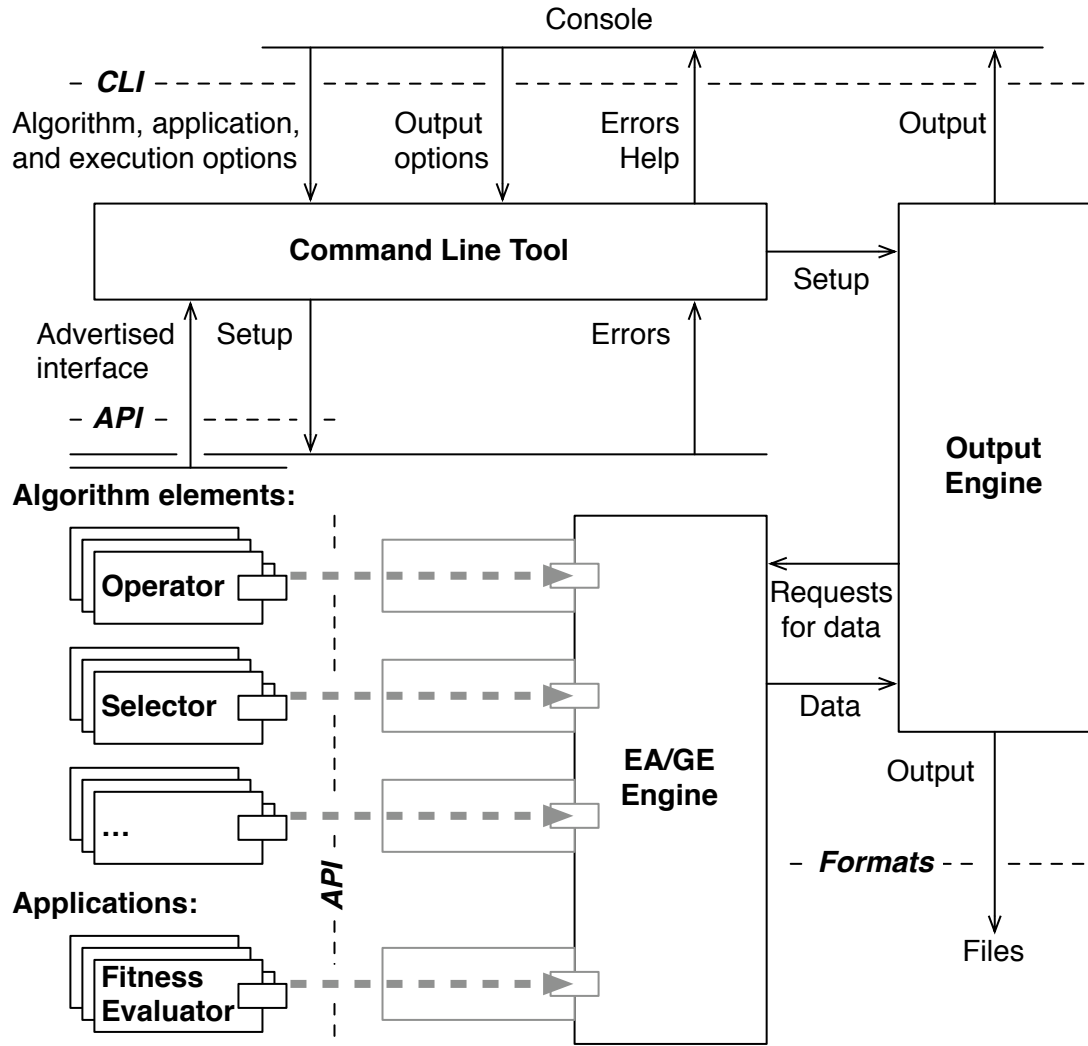 Console
CLI
Algorithm, application,
and execution options
Output
options
Errors
Help
Output
Command Line Tool
Setup
Advertised
interface
Setup
Errors
API
Output
Engine
Algorithm elements:
Operator
Requests
for data
Selector
Data
EA/GE
Engine
Output
...
API
Formats
Applications:
Files
Fitness
Evaluator